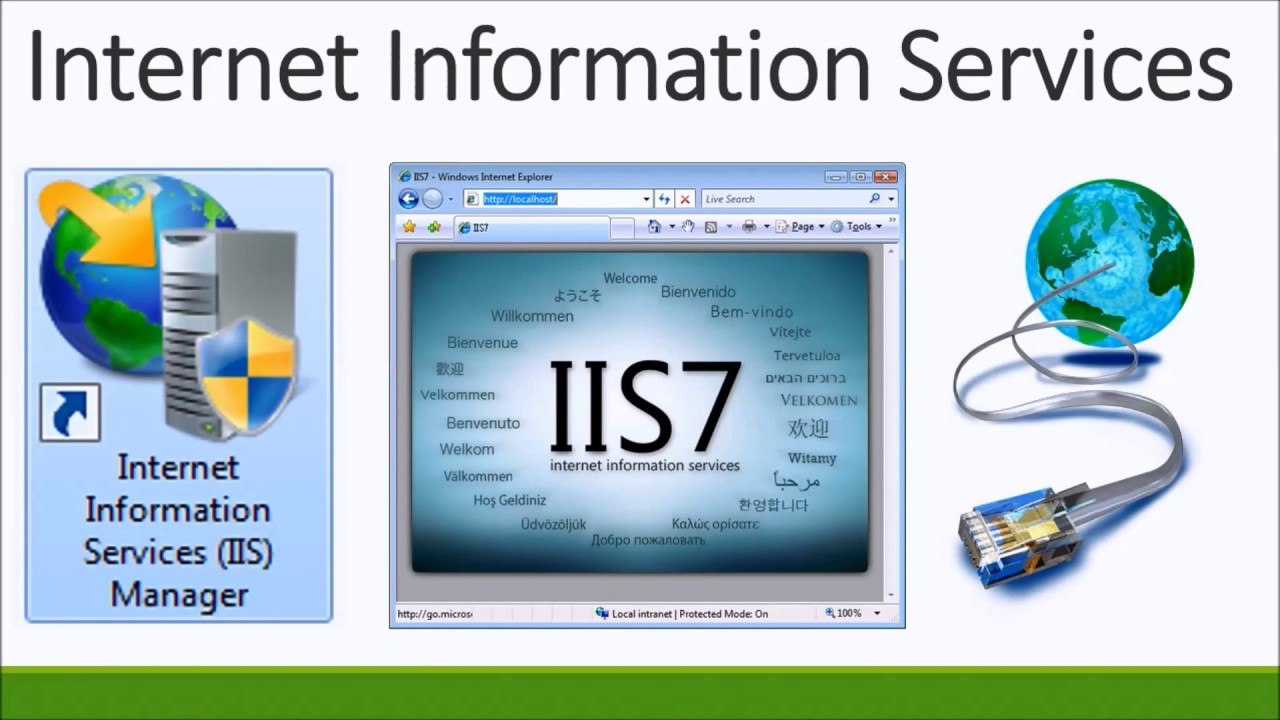 Internet Information Services
Internet
Information
Services (IIS)
Manager
IIS7 - Windows Internet Explorer
http://localhost/
Live Search
IIS7
Page
Tools
Welcome
ようこそ
Bienvenido
Willkommen
Bem-vindo
Vítejte
Bienvenue
Tervetuloa
歡迎
ברוכים הבאים
Velkommen
VELKOMEN
Benvenuto
欢迎
Welkom
Witamy
Välkommen
مرحباً
Hoş Geldiniz
환영합니다
Üdvözöljük
Καλώς ορίσατε
Добро пожаловать
IIS7
internet information services
http://go.micros
Local intranet | Protected Mode: On
100%